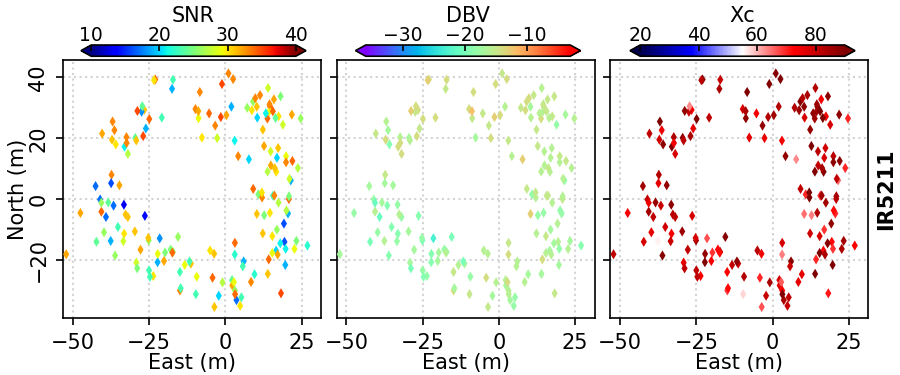 SNR DBV Xc
10 20 30 40 −30 −20 −10 20 40 60 80
40
20
0
−20
North (m)
IR5211
−50 −25 0 25 −50 −25 0 25 −50 −25 0 25
East (m) East (m) East (m)